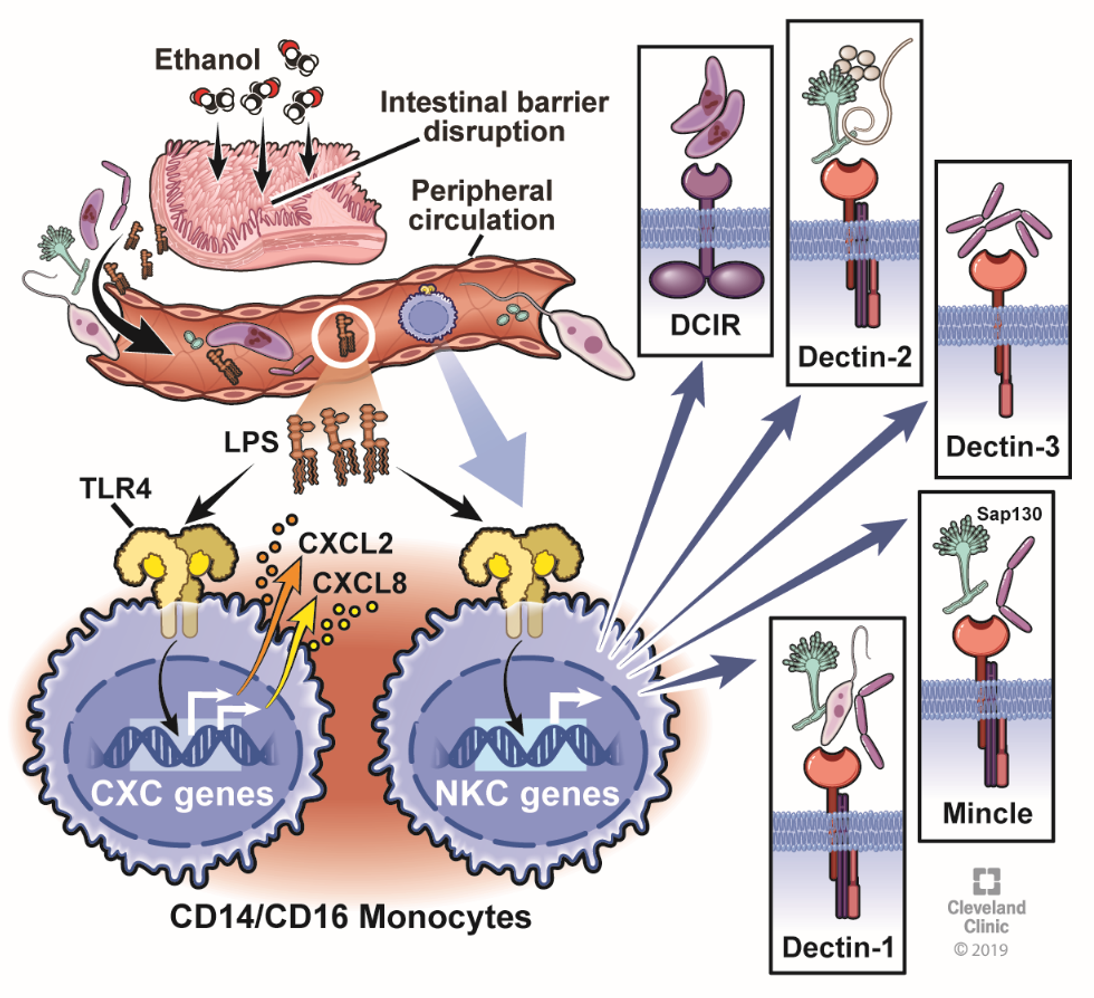 Ethanol
Intestinal barrier
disruption
Peripheral
circulation
DCIR
Dectin-2
Dectin-3
LPS
TLR4
CXCL2
CXCL8
Sap130
CXC genes
NKC genes
Mincle
CD14/CD16 Monocytes
Dectin-1
Cleveland
Clinic
© 2019